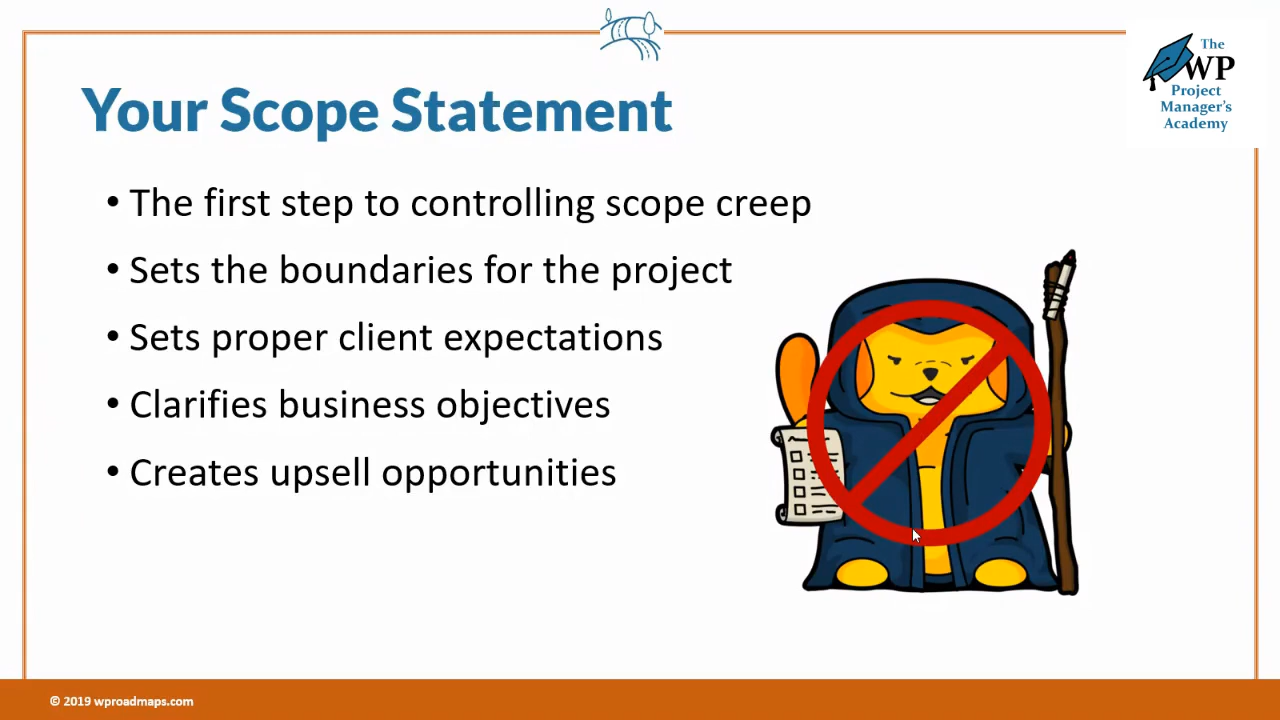 The
WP
Project
Manager's
Academy
Your Scope Statement
• The first step to controlling scope creep
• Sets the boundaries for the project
• Sets proper client expectations
• Clarifies business objectives
• Creates upsell opportunities
© 2019 wproadmaps.com